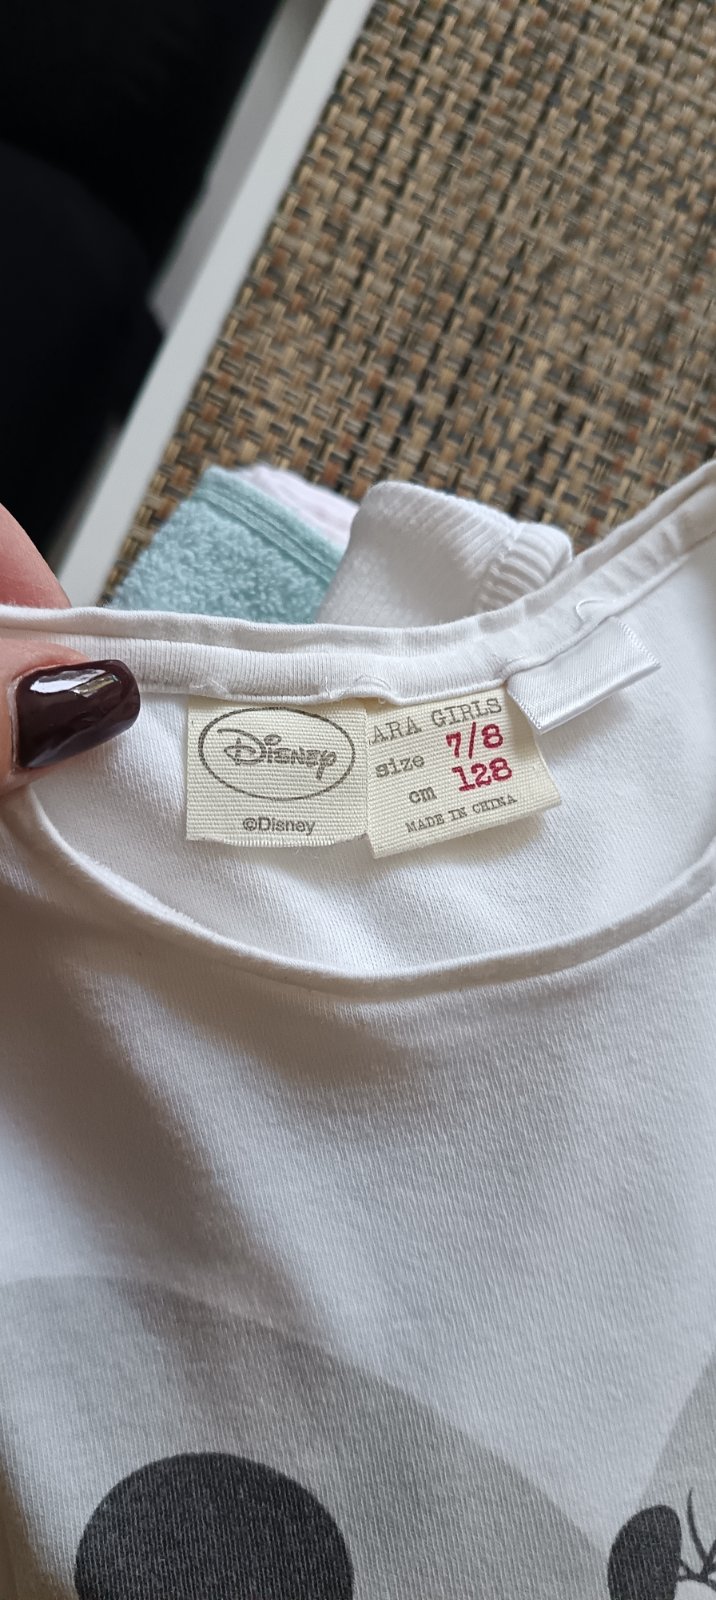 Disney
©Disney
ARA GIRLS
size 7/8
cm 128
MADE IN CHINA